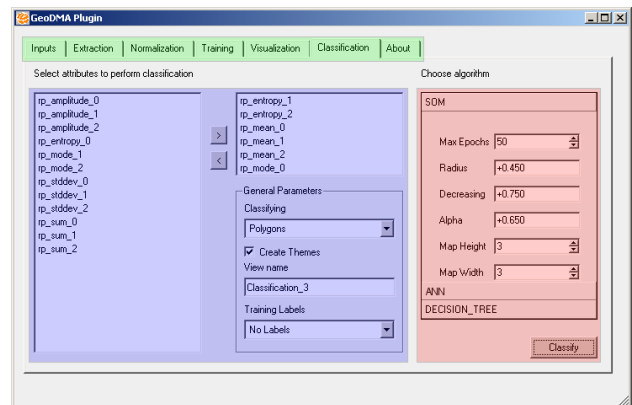 GeoDMA Plugin
Inputs Extraction Normalization Training Visualization Classification About
Select attributes to perform classification
rp_amplitude_0
rp_amplitude_1
rp_amplitude_2
rp_entropy_0
rp_mode_1
rp_mode_2
rp_stddev_0
rp_stddev_1
rp_stddev_2
rp_sum_0
rp_sum_1
rp_sum_2
>
<
rp_entropy_1
rp_entropy_2
rp_mean_0
rp_mean_1
rp_mean_2
rp_mode_0
General Parameters
Classifying
Polygons
Create Themes
View name
Classification_3
Training Labels
No Labels
Choose algorithm
SOM
Max Epochs 50
Radius +0.450
Decreasing +0.750
Alpha +0.650
Map Height 3
Map Width 3
ANN
DECISION_TREE
Classify